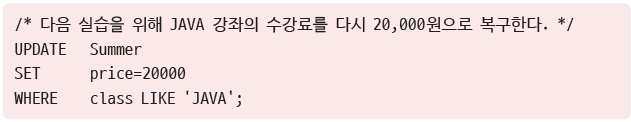 /* 다음 실습을 위해 JAVA 강좌의 수강료를 다시 20,000원으로 복구한다. */
UPDATE Summer
SET price=20000
WHERE class LIKE 'JAVA';